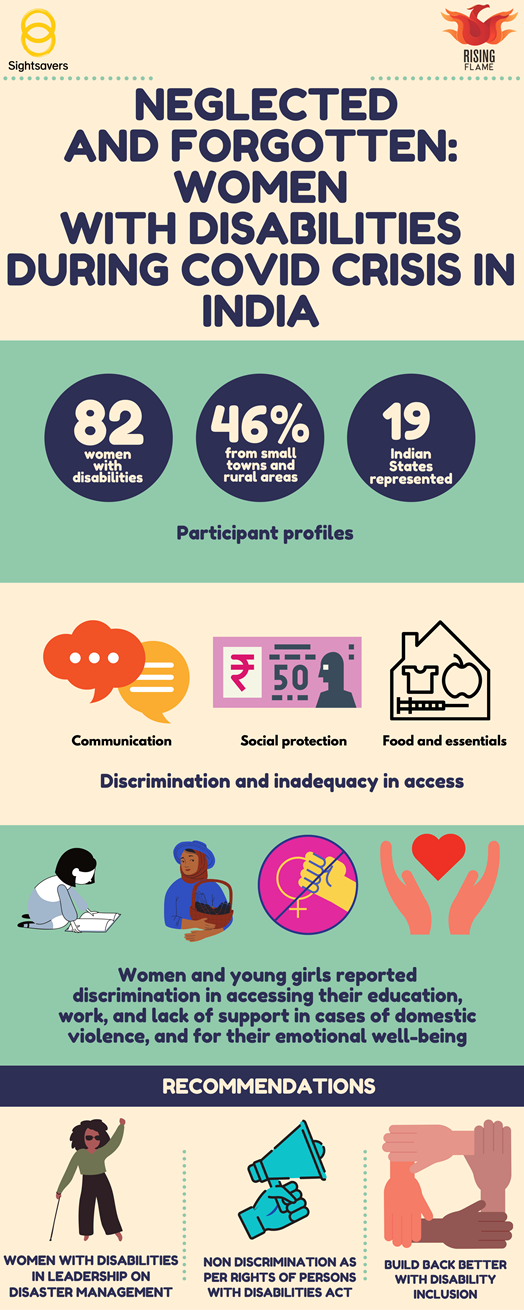 Sightsavers
RISING
FLAME
NEGLECTED
AND FORGOTTEN:
WOMEN
WITH DISABILITIES
DURING COVID CRISIS IN
INDIA
82
women
with
disabilities
46%
from small
towns and
rural areas
19
Indian
States
represented
Participant profiles
₹ 50
Communication
Social protection
Food and essentials
Discrimination and inadequacy in access
Women and young girls reported
discrimination in accessing their education,
work, and lack of support in cases of domestic
violence, and for their emotional well-being
RECOMMENDATIONS
WOMEN WITH DISABILITIES
IN LEADERSHIP ON
DISASTER MANAGEMENT
NON DISCRIMINATION AS
PER RIGHTS OF PERSONS
WITH DISABILITIES ACT
BUILD BACK BETTER
WITH DISABILITY
INCLUSION